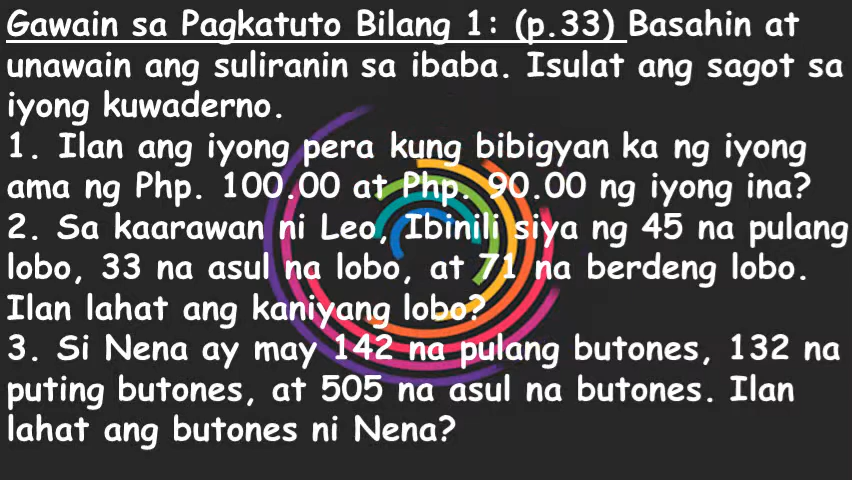 Gawain sa Pagkatuto Bilang 1: (p.33) Basahin at
unawain ang suliranin sa ibaba. Isulat ang sagot sa
iyong kuwaderno.
1. Ilan ang iyong pera kung bibigyan ka ng iyong
ama ng Php. 100.00 at Php. 90.00 ng iyong ina?
2. Sa kaarawan ni Leo, Ibinili siya ng 45 na pulang
lobo, 33 na asul na lobo, at 71 na berdeng lobo.
Ilan lahat ang kaniyang lobo?
3. Si Nena ay may 142 na pulang butones, 132 na
puting butones, at 505 na asul na butones. Ilan
lahat ang butones ni Nena?